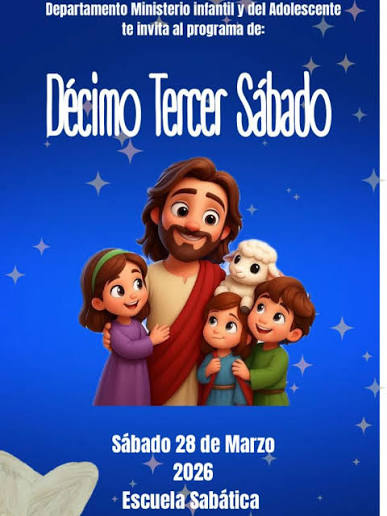 Departamento Ministerio infantil y del Adolescente
te invita al programa de:
Décimo Tercer Sábado
Sábado 28 de Marzo
2026
Escuela Sabática